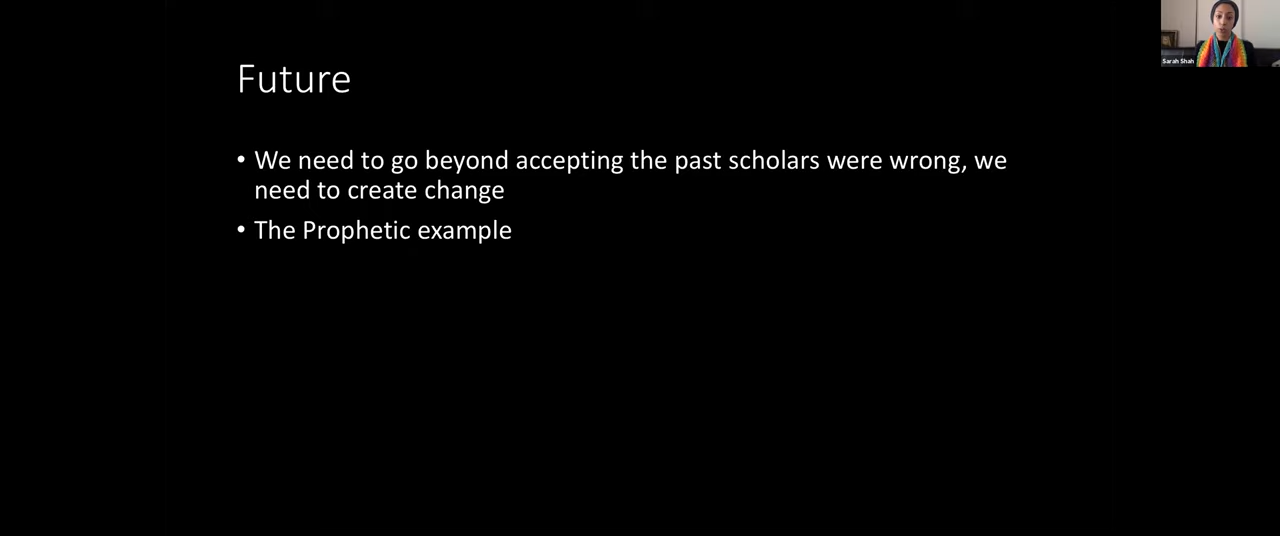 Future
• We need to go beyond accepting the past scholars were wrong, we
need to create change
• The Prophetic example
Sarah Shah